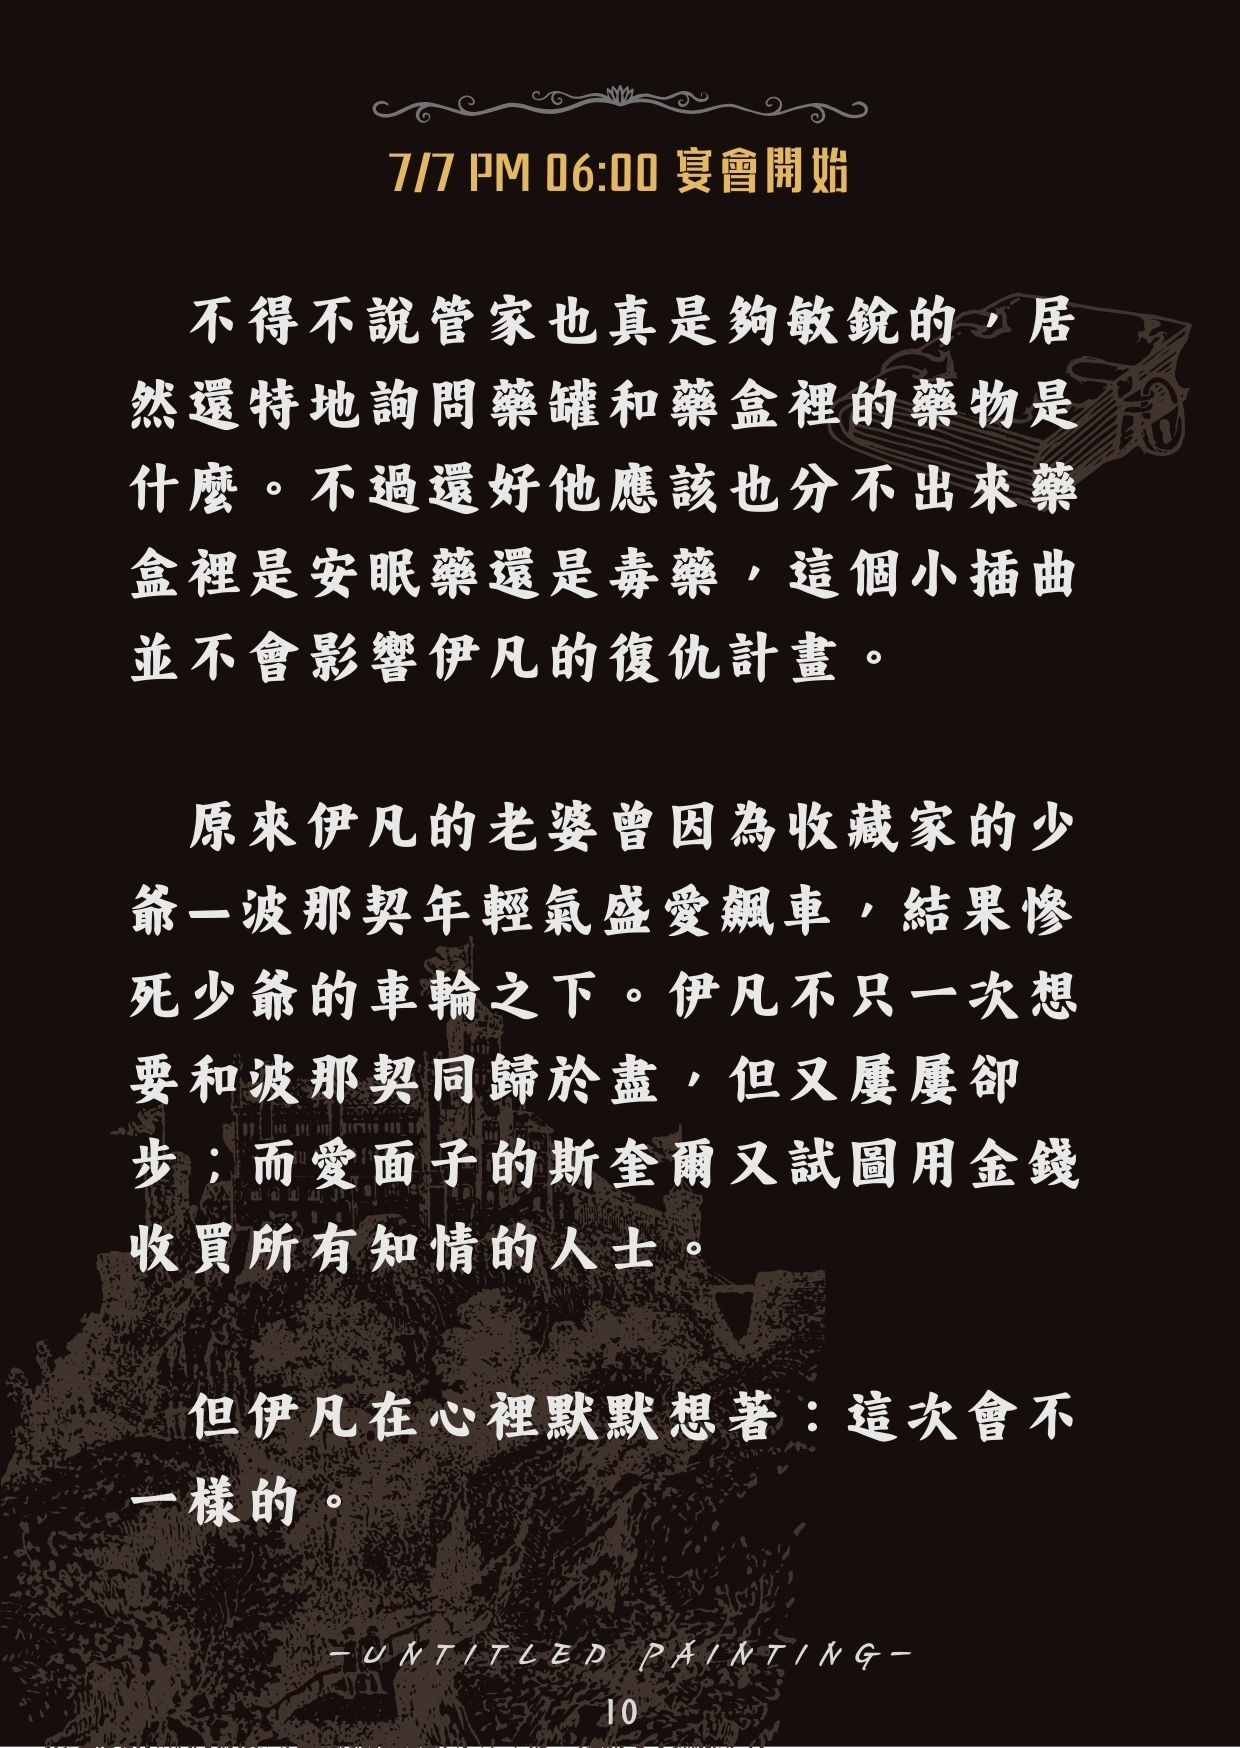 7/7 PM 06:00 宴會開始
不得不說管家也真是夠敏銳的，居
然還特地詢問藥罐和藥盒裡的藥物是
什麼。不過還好他應該也分不出來藥
盒裡是安眠藥還是毒藥，這個小插曲
並不會影響伊凡的復仇計畫。
原來伊凡的老婆曾因為收藏家的少
爺—波那契年輕氣盛愛飆車，結果慘
死少爺的車輪之下。伊凡不只一次想
要和波那契同歸於盡，但又屢屢卻
步；而愛面子的斯奎爾又試圖用金錢
收買所有知情的人士。
但伊凡在心裡默默想著：這次會不
一樣的。
—UNTITLED PAINTING—
10